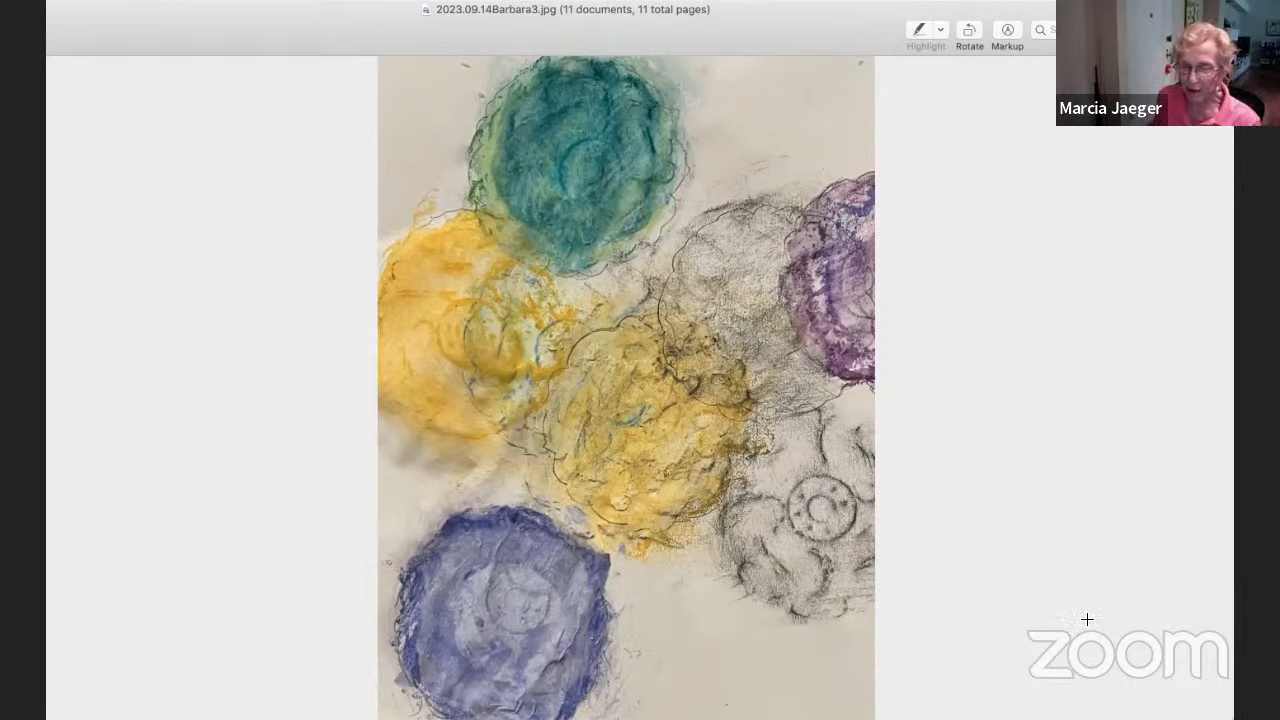 2023.09.14Barbara3.jpg (11 documents, 11 total pages)
Highlight
Rotate
Markup
Marcia Jaeger
zoom